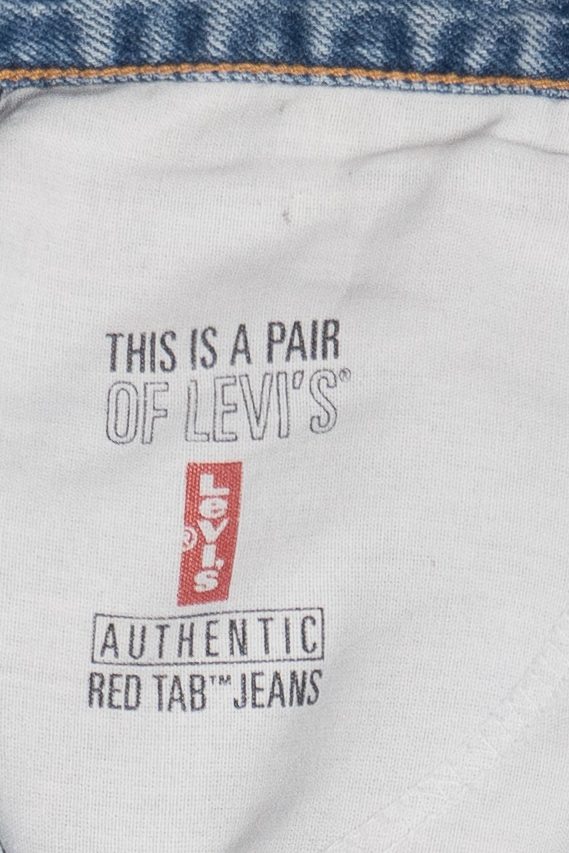 THIS IS A PAIR
OF LEVI'S®
Levi's
®
AUTHENTIC
RED TAB™ JEANS